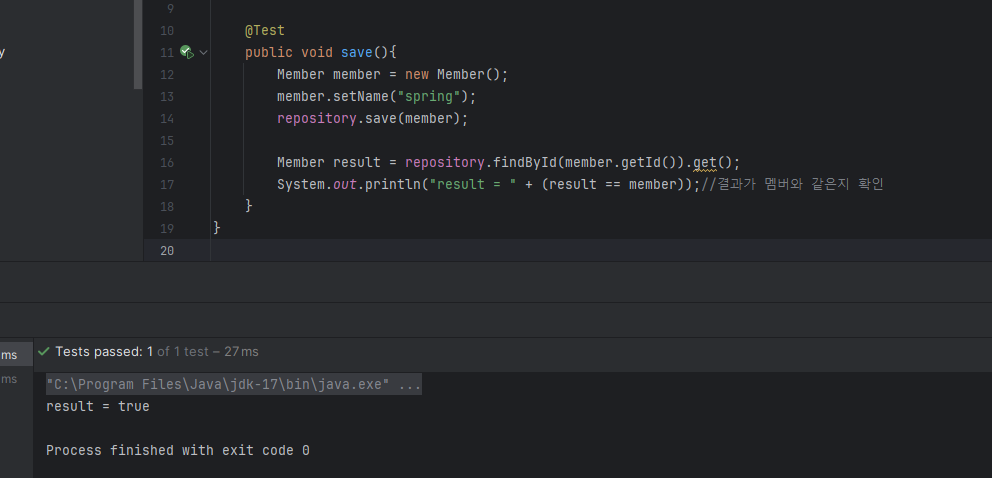 9
10 @Test
11 public void save(){
12 Member member = new Member();
13 member.setName("spring");
14 repository.save(member);
15
16 Member result = repository.findById(member.getId()).get();
17 System.out.println("result = " + (result == member));//결과가 멤버와 같은지 확인
18 }
19 }
20
y
ms
ms
Tests passed: 1 of 1 test – 27 ms
"C:\Program Files\Java\jdk-17\bin\java.exe" ...
result = true
Process finished with exit code 0